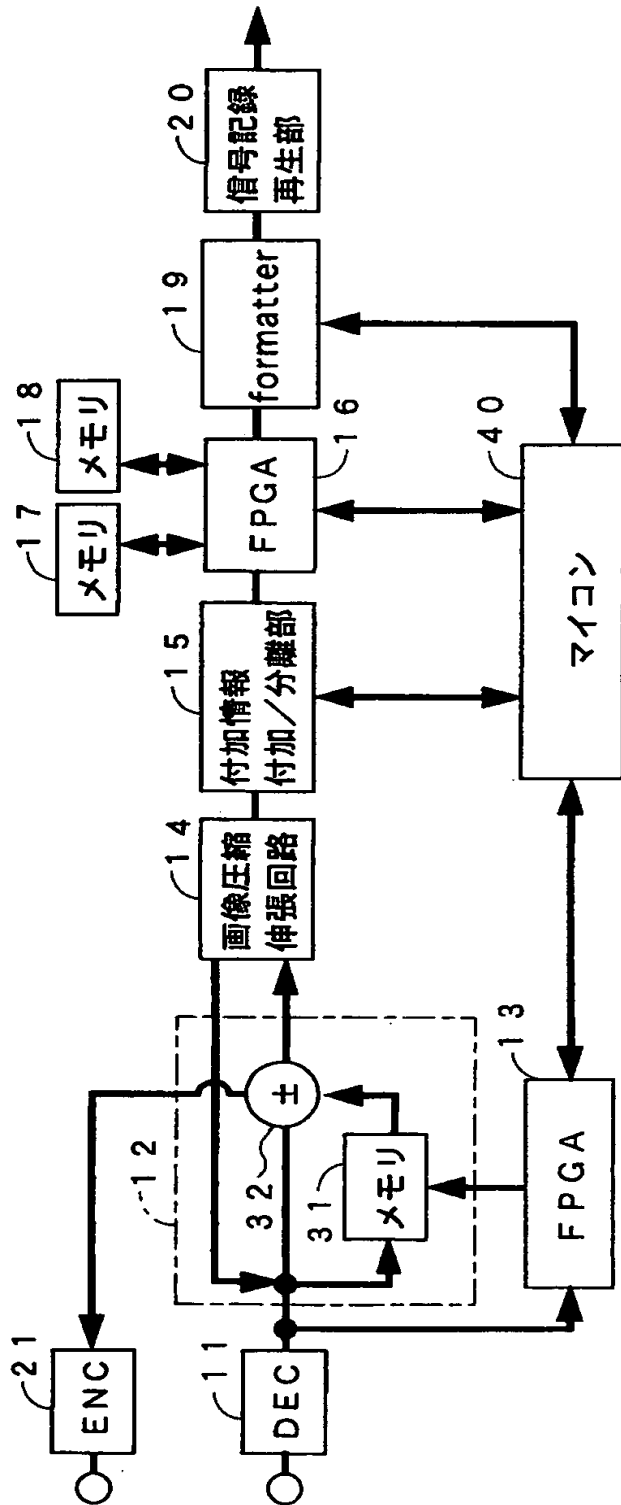 21
ENC
11
DEC
12
32
±
31
メモリ
13
FPGA
14
画像圧縮
伸張回路
15
付加情報
付加/分離部
17
メモリ
18
メモリ
FPGA
16
19
formatter
20
信号記録
再生部
40
マイコン